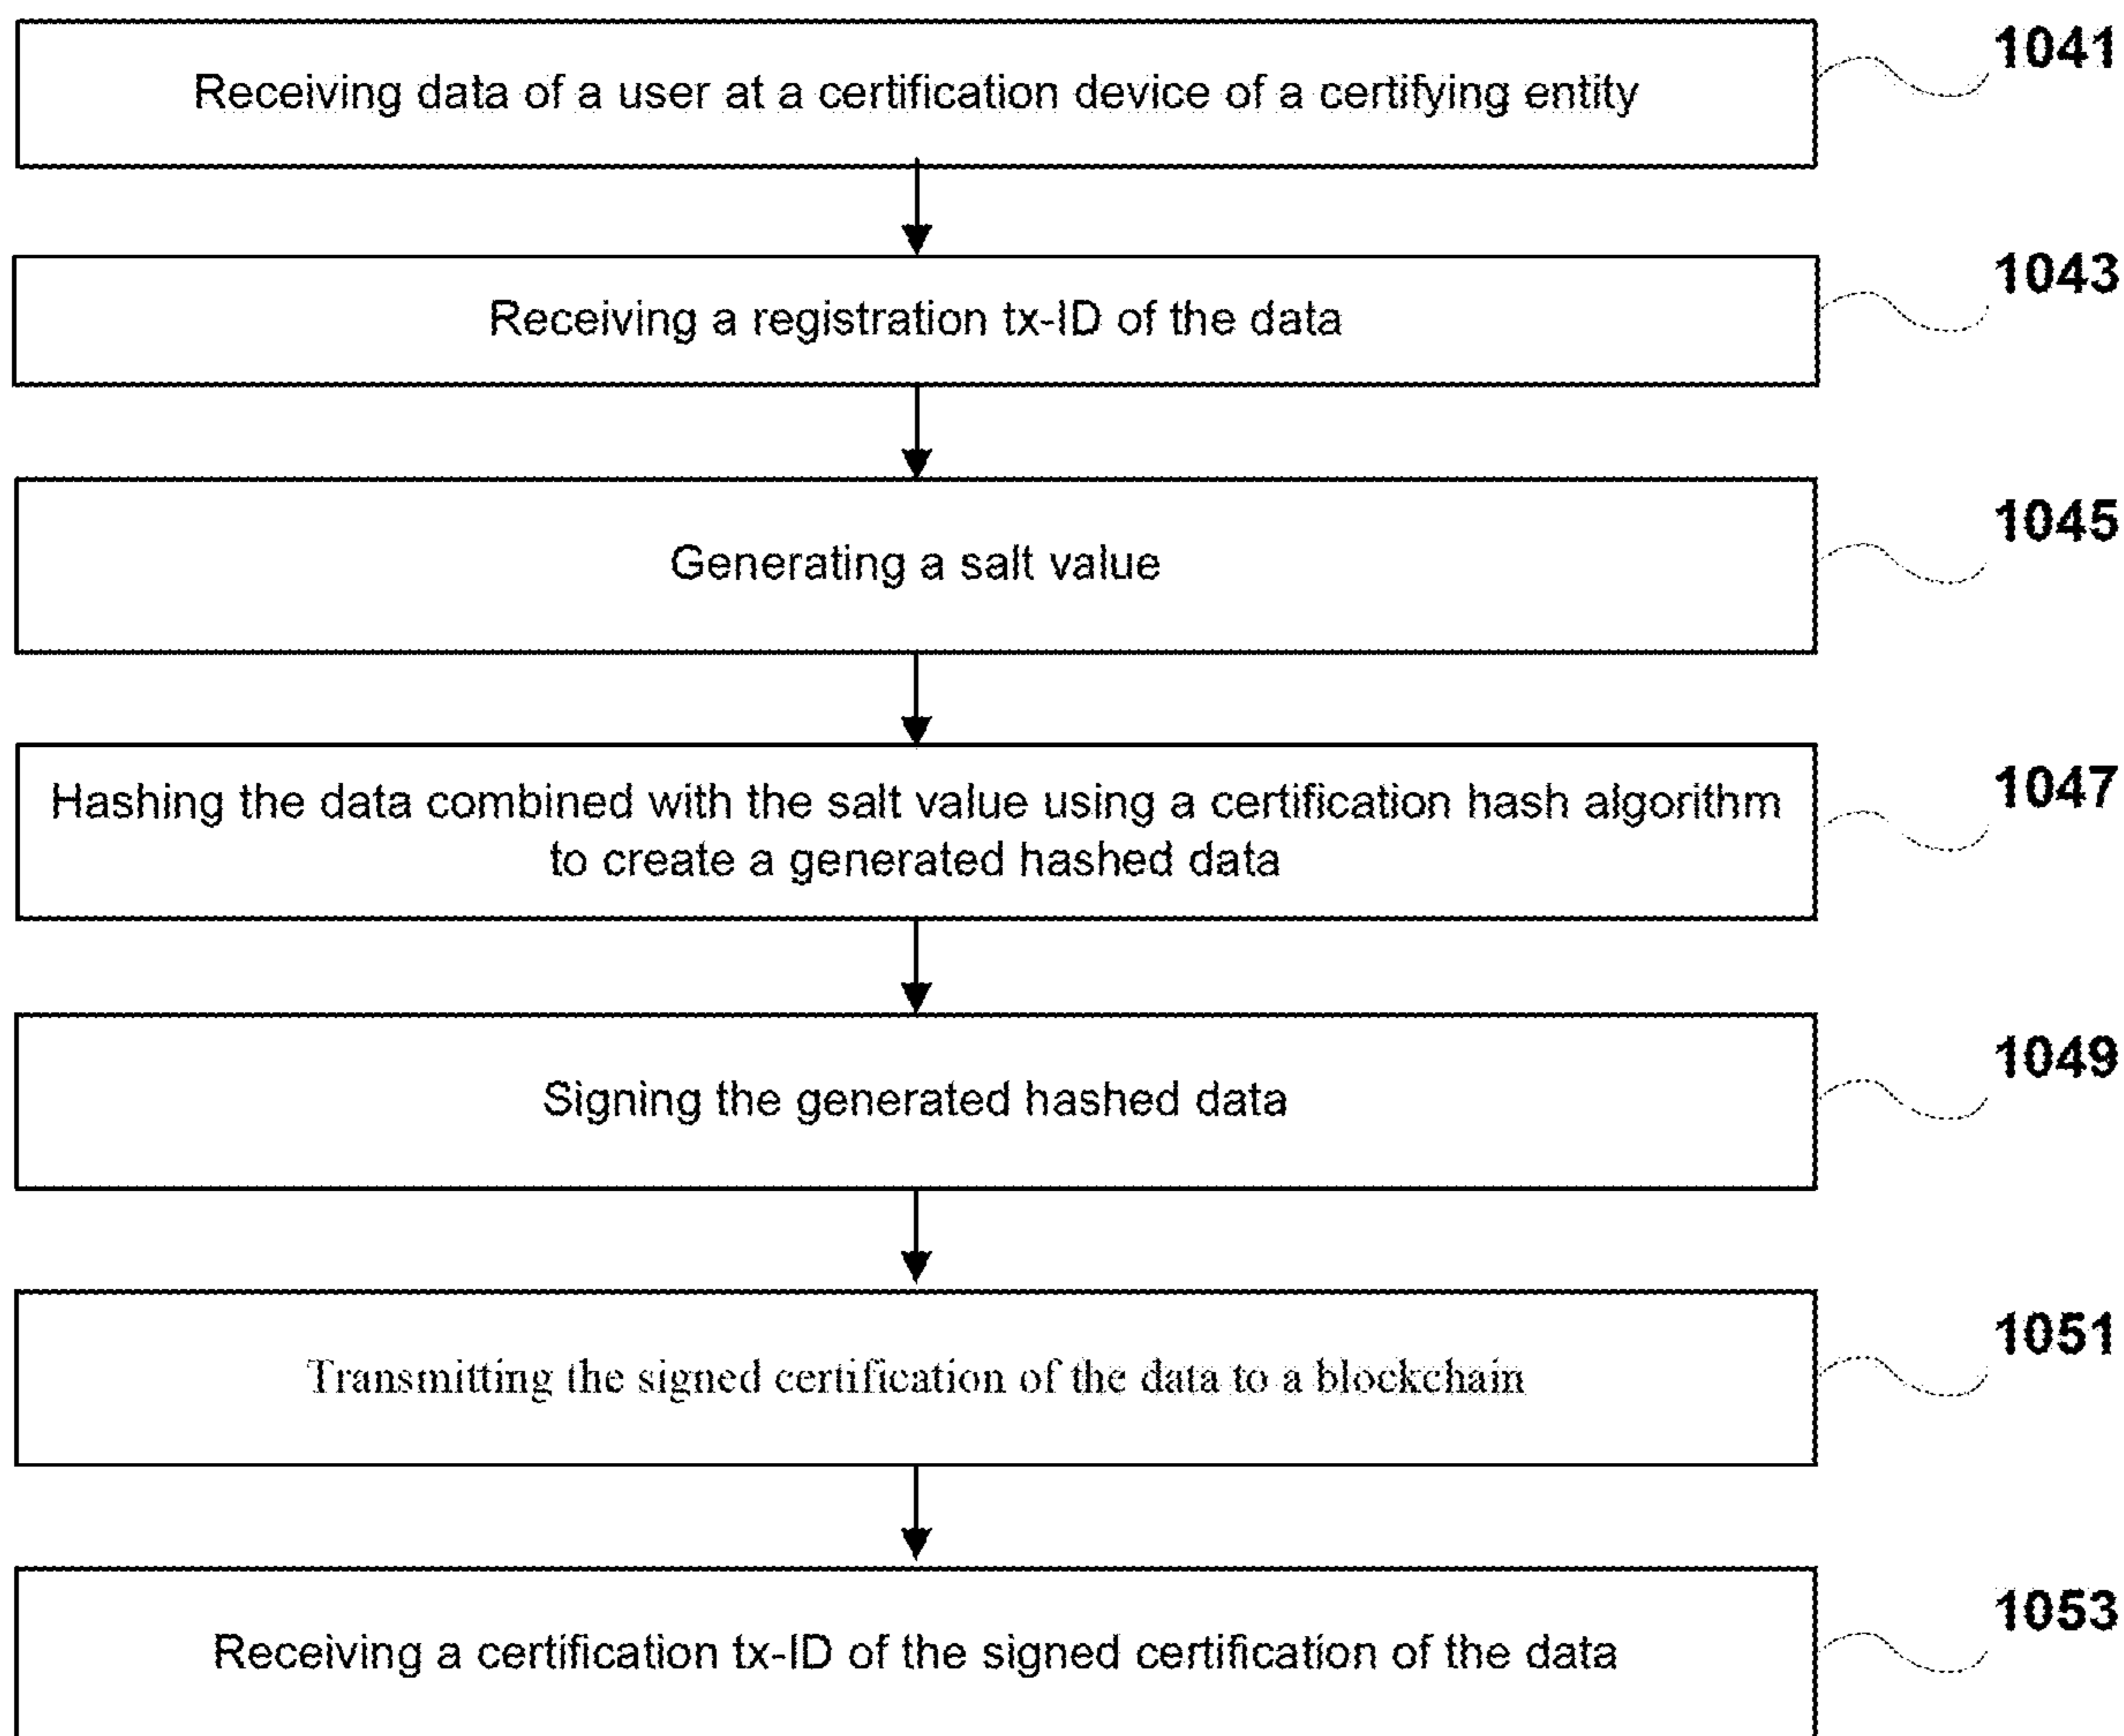 Receiving data of a user at a certification device of a certifying entity
1041
Receiving a registration tx-ID of the data
1043
Generating a salt value
1045
Hashing the data combined with the salt value using a certification hash algorithm
to create a generated hashed data
1047
Signing the generated hashed data
1049
Transmitting the signed certification of the data to a blockchain
1051
Receiving a certification tx-ID of the signed certification of the data
1053